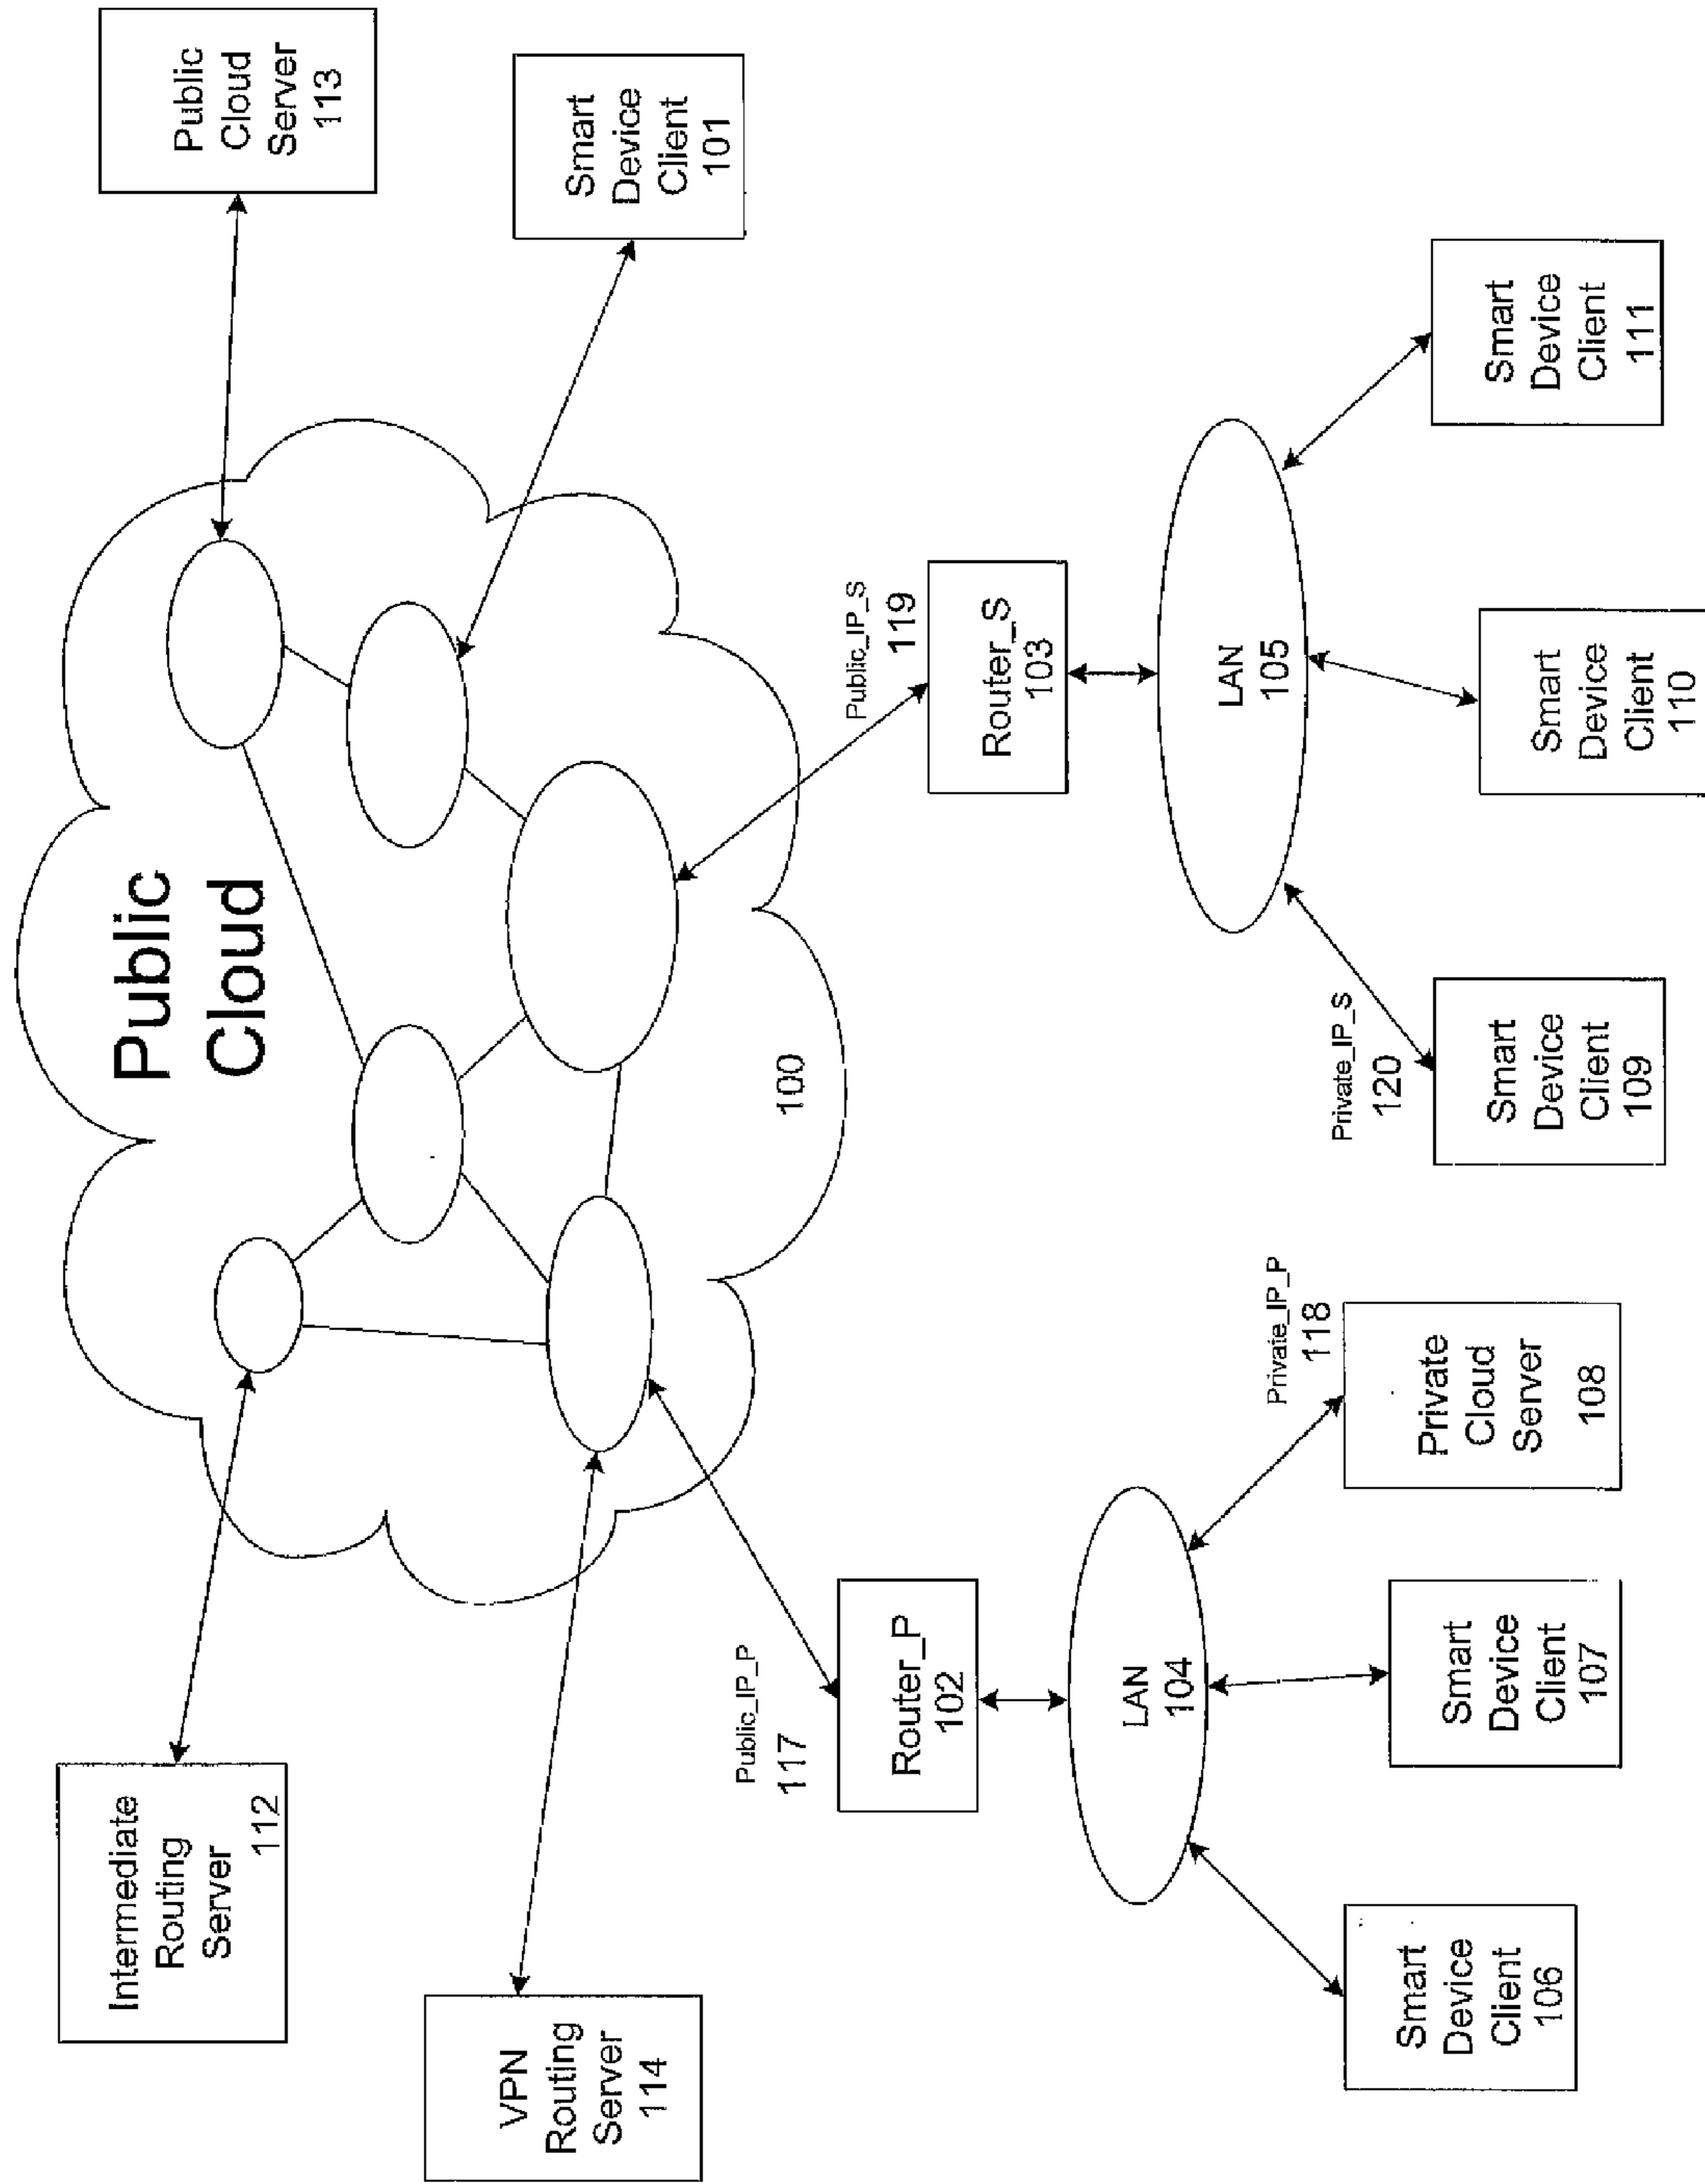 Public
Cloud
Intermediate
Routing
Server
112
Public
Cloud
Server
113
VPN
Routing
Server
114
Smart
Device
Client
101
100
Public_IP_P
117
Public_IP_S
119
Router_P
102
Router_S
103
LAN
104
LAN
105
Private_IP_P
118
Private_IP_S
120
Smart
Device
Client
106
Smart
Device
Client
107
Private
Cloud
Server
108
Smart
Device
Client
109
Smart
Device
Client
110
Smart
Device
Client
111